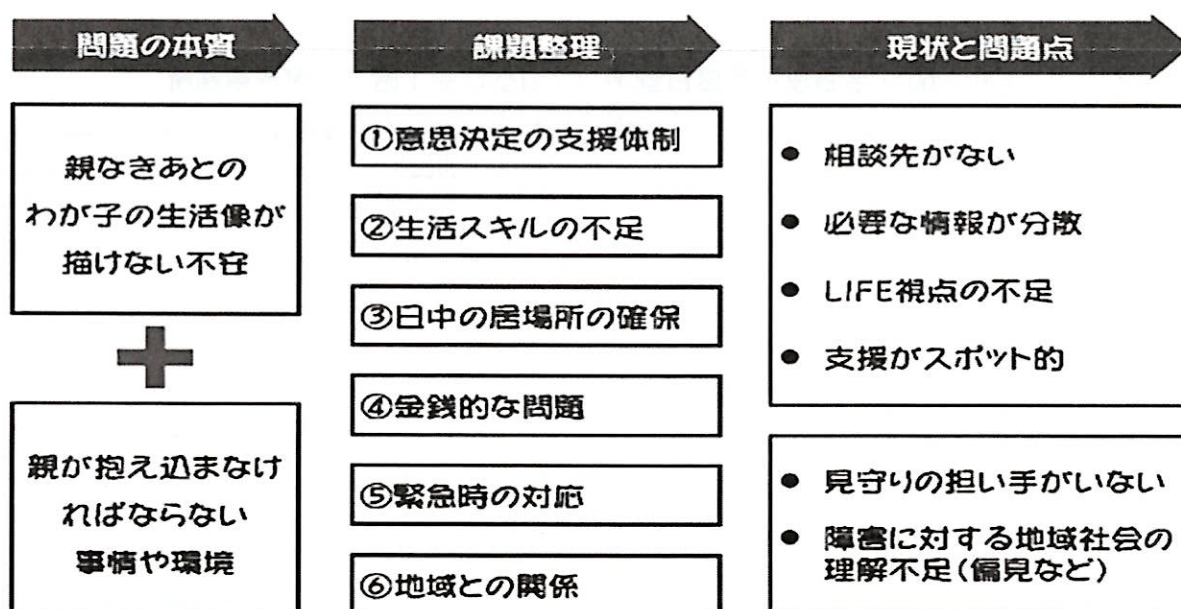 問題の本質
親なきあとの
わが子の生活像が
描けない不安
親が抱え込まなけ
ればならない
事情や環境
課題整理
①意思決定の支援体制
②生活スキルの不足
③日中の居場所の確保
④金銭的な問題
⑤緊急時の対応
⑥地域との関係
現状と問題点
● 相談先がない
● 必要な情報が分散
● LIFE視点の不足
● 支援がスポット的
● 見守りの担い手がいない
● 障害に対する地域社会の
理解不足(偏見など)